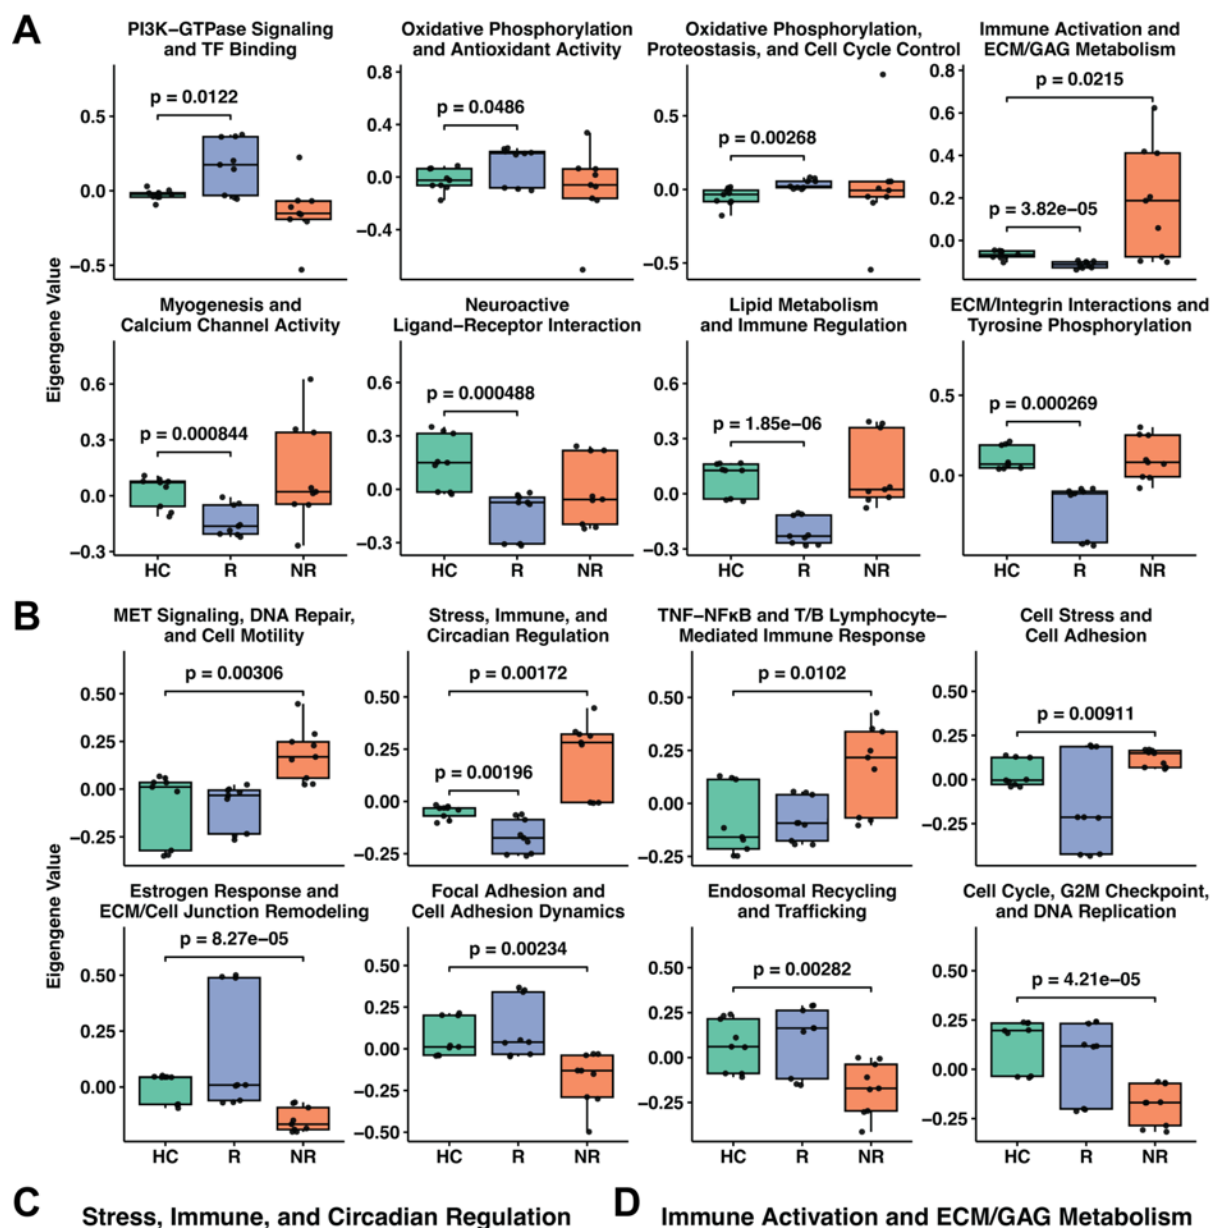 A
PI3K–GTPase Signaling
and TF Binding
Oxidative Phosphorylation
and Antioxidant Activity
Oxidative Phosphorylation,
Proteostasis, and Cell Cycle Control
Immune Activation and
ECM/GAG Metabolism
Eigengene Value
0.5
0.0
−0.5
p = 0.0122
0.8
0.4
0.0
−0.4
p = 0.0486
0.5
0.0
−0.5
p = 0.00268
0.8
0.6
0.4
0.2
0.0
p = 0.0215
p = 3.82e−05
Myogenesis and
Calcium Channel Activity
Neuroactive
Ligand–Receptor Interaction
Lipid Metabolism
and Immune Regulation
ECM/Integrin Interactions and
Tyrosine Phosphorylation
0.6
0.3
0.0
−0.3
p = 0.000844
0.6
0.3
0.0
−0.3
p = 0.000488
0.6
0.3
0.0
−0.3
p = 1.85e−06
0.5
0.0
p = 0.000269
HC R NR
HC R NR
HC R NR
HC R NR
B
MET Signaling, DNA Repair,
and Cell Motility
Stress, Immune, and
Circadian Regulation
TNF–NFκB and T/B Lymphocyte–
Mediated Immune Response
Cell Stress and
Cell Adhesion
Eigengene Value
0.50
0.25
0.00
−0.25
p = 0.00306
0.50
0.25
0.00
−0.25
p = 0.00172
p = 0.00196
0.50
0.25
0.00
−0.25
p = 0.0102
0.50
0.25
0.00
−0.25
p = 0.00911
Estrogen Response and
ECM/Cell Junction Remodeling
Focal Adhesion and
Cell Adhesion Dynamics
Endosomal Recycling
and Trafficking
Cell Cycle, G2M Checkpoint,
and DNA Replication
0.50
0.25
0.00
p = 8.27e−05
0.50
0.25
0.00
−0.25
−0.50
p = 0.00234
0.50
0.25
0.00
−0.25
p = 0.00282
0.50
0.25
0.00
−0.25
p = 4.21e−05
HC R NR
HC R NR
HC R NR
HC R NR
C
Stress, Immune, and Circadian Regulation
D
Immune Activation and ECM/GAG Metabolism